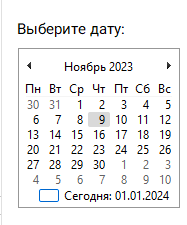 Выберите дату:
Ноябрь 2023
Пн Вт Ср Чт Пт Сб Вс
30 31 1 2 3 4 5
6 7 8 9 10 11 12
13 14 15 16 17 18 19
20 21 22 23 24 25 26
27 28 29 30 1 2 3
4 5 6 7 8 9 10
Сегодня: 01.01.2024